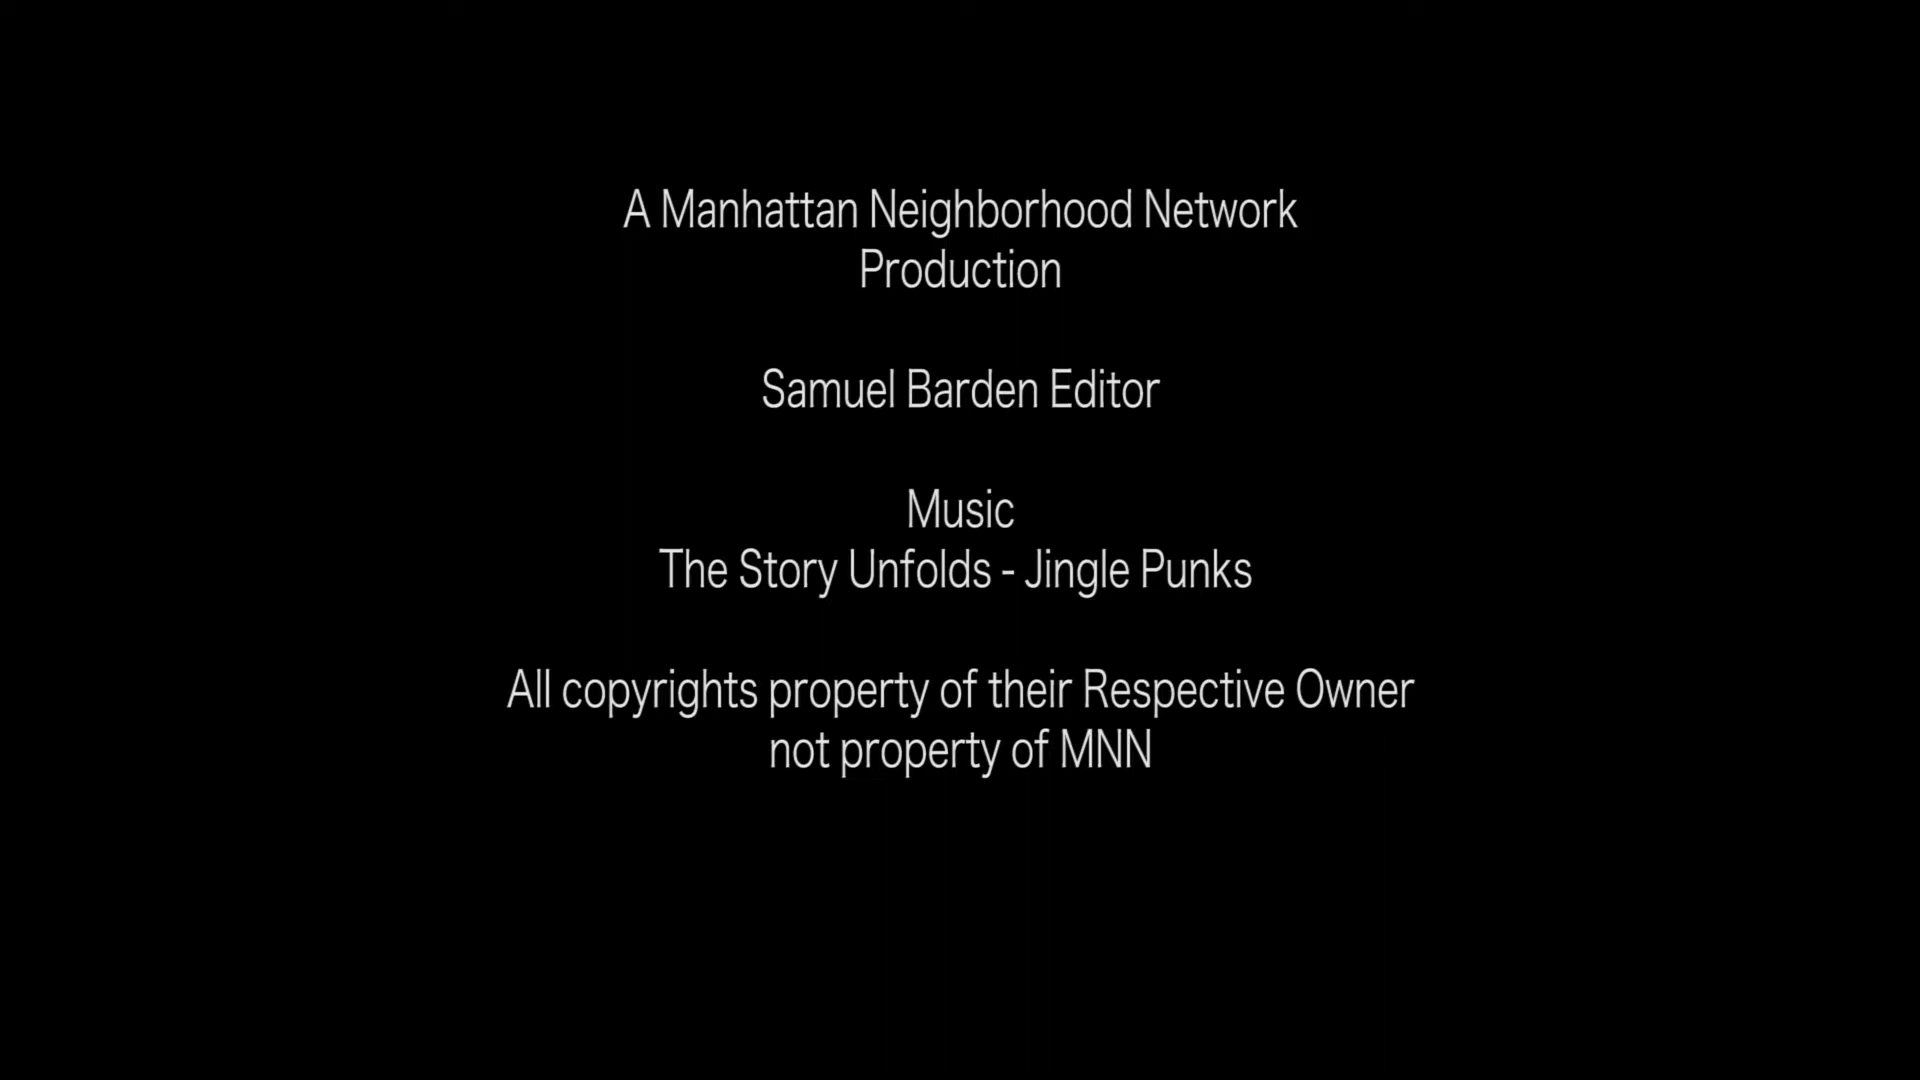 A Manhattan Neighborhood Network
Production
Samuel Barden Editor
Music
The Story Unfolds - Jingle Punks
All copyrights property of their Respective Owner
not property of MNN